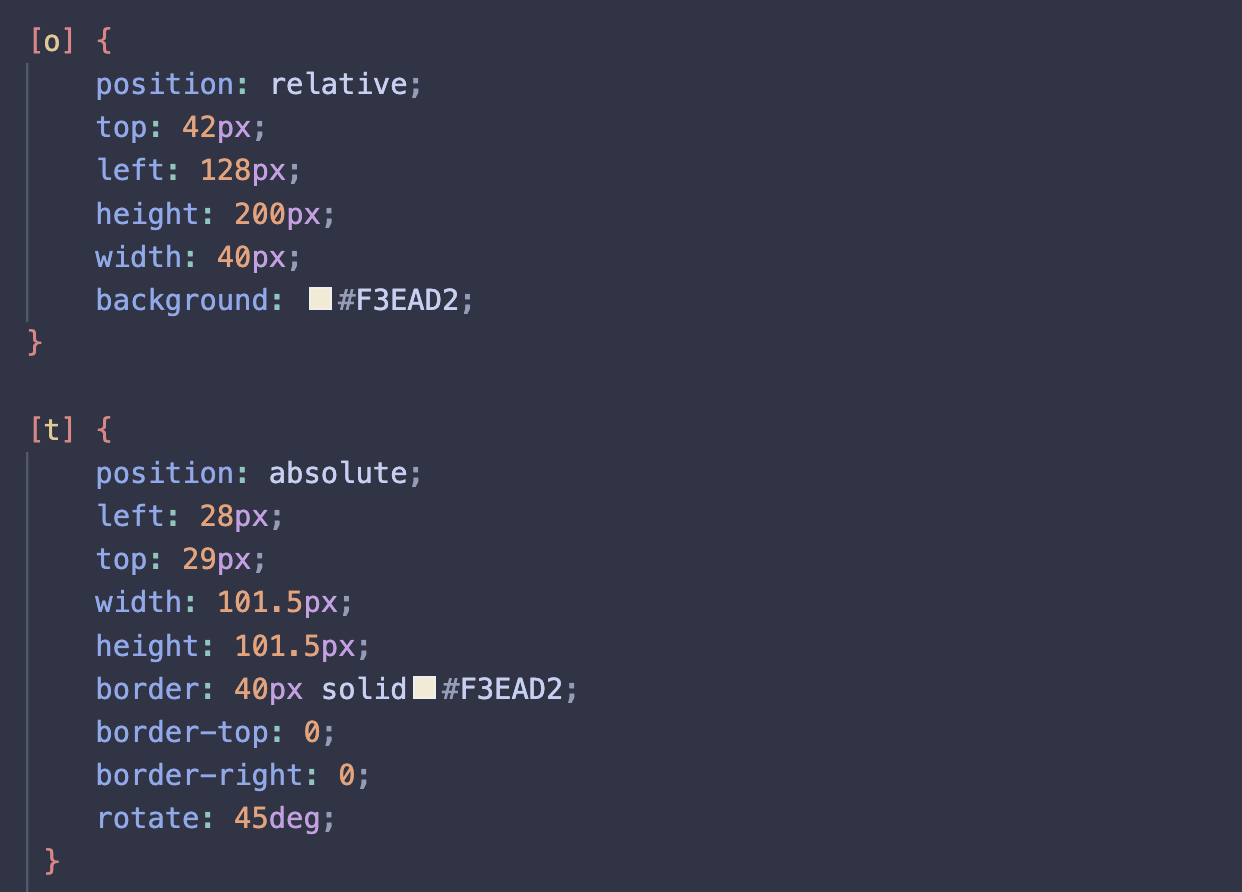 [o] {
    position: relative;
    top: 42px;
    left: 128px;
    height: 200px;
    width: 40px;
    background: #F3EAD2;
}

[t] {
    position: absolute;
    left: 28px;
    top: 29px;
    width: 101.5px;
    height: 101.5px;
    border: 40px solid #F3EAD2;
    border-top: 0;
    border-right: 0;
    rotate: 45deg;
 }